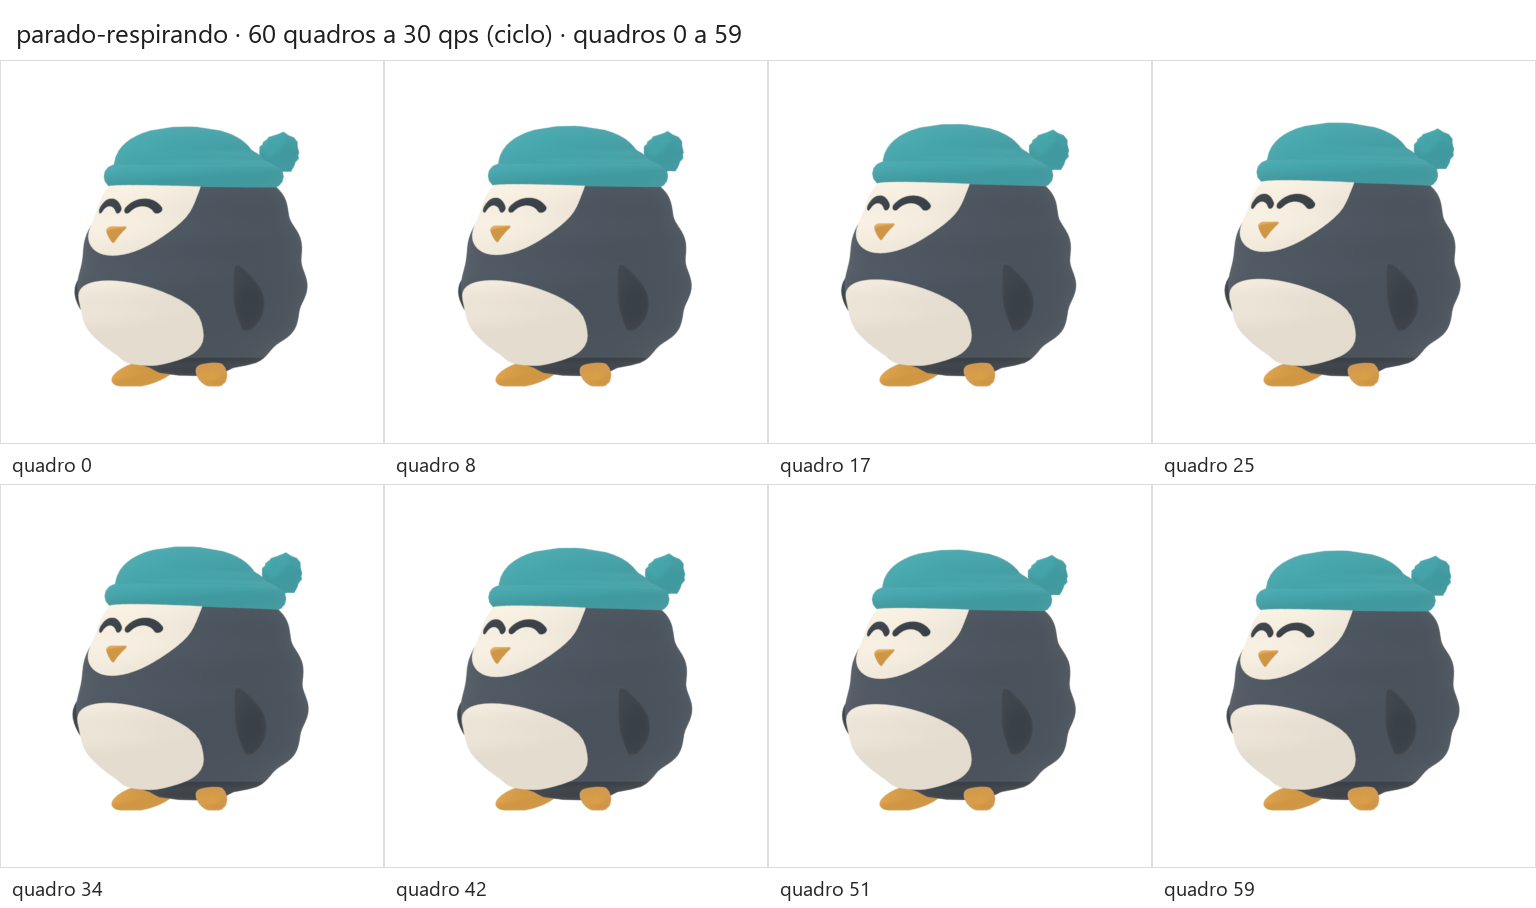 parado-respirando · 60 quadros a 30 qps (ciclo) · quadros 0 a 59
quadro 0
quadro 8
quadro 17
quadro 25
quadro 34
quadro 42
quadro 51
quadro 59